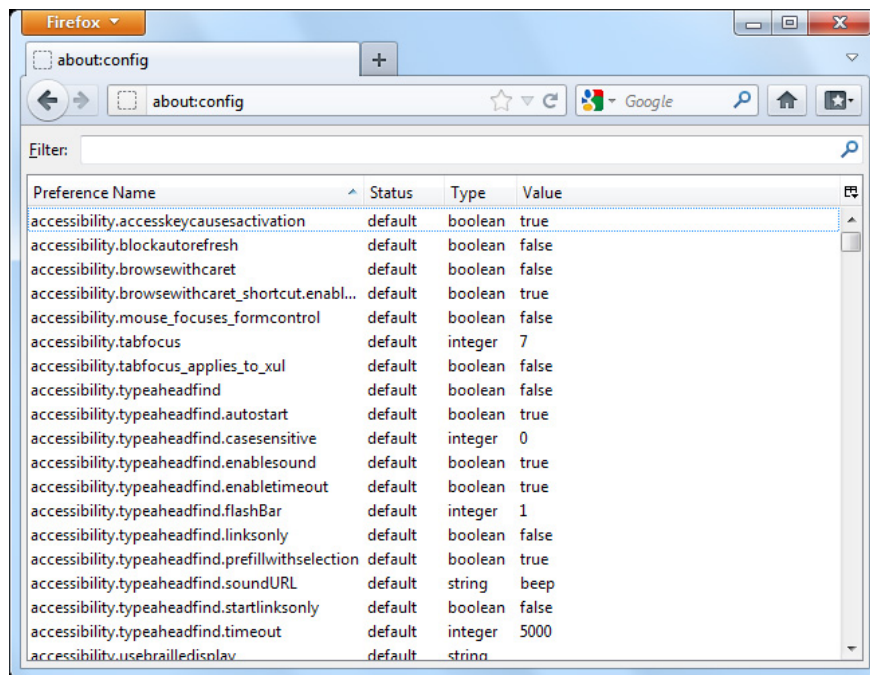 Firefox
about:config
about:config Google
Filter:
Preference Name Status Type Value
accessibility.accesskeycausesactivation default boolean true
accessibility.blockautorefresh default boolean false
accessibility.browsewithcaret default boolean false
accessibility.browsewithcaret_shortcut.enabl... default boolean true
accessibility.mouse_focuses_formcontrol default boolean false
accessibility.tabfocus default integer 7
accessibility.tabfocus_applies_to_xul default boolean false
accessibility.typeaheadfind default boolean false
accessibility.typeaheadfind.autostart default boolean true
accessibility.typeaheadfind.casesensitive default integer 0
accessibility.typeaheadfind.enablesound default boolean true
accessibility.typeaheadfind.enabletimeout default boolean true
accessibility.typeaheadfind.flashBar default integer 1
accessibility.typeaheadfind.linksonly default boolean false
accessibility.typeaheadfind.prefillwithselection default boolean true
accessibility.typeaheadfind.soundURL default string beep
accessibility.typeaheadfind.startlinksonly default boolean false
accessibility.typeaheadfind.timeout default integer 5000
accessibility.usebrailledisplay default string